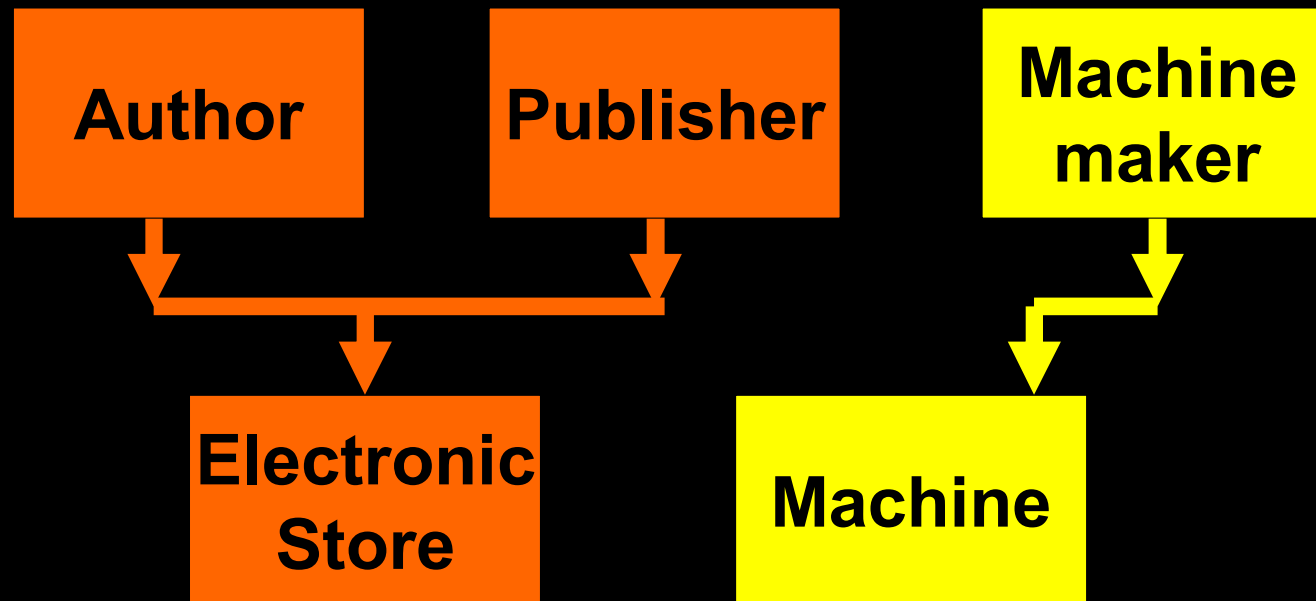 Author
Publisher
Machine
maker
Electronic
Store
Machine